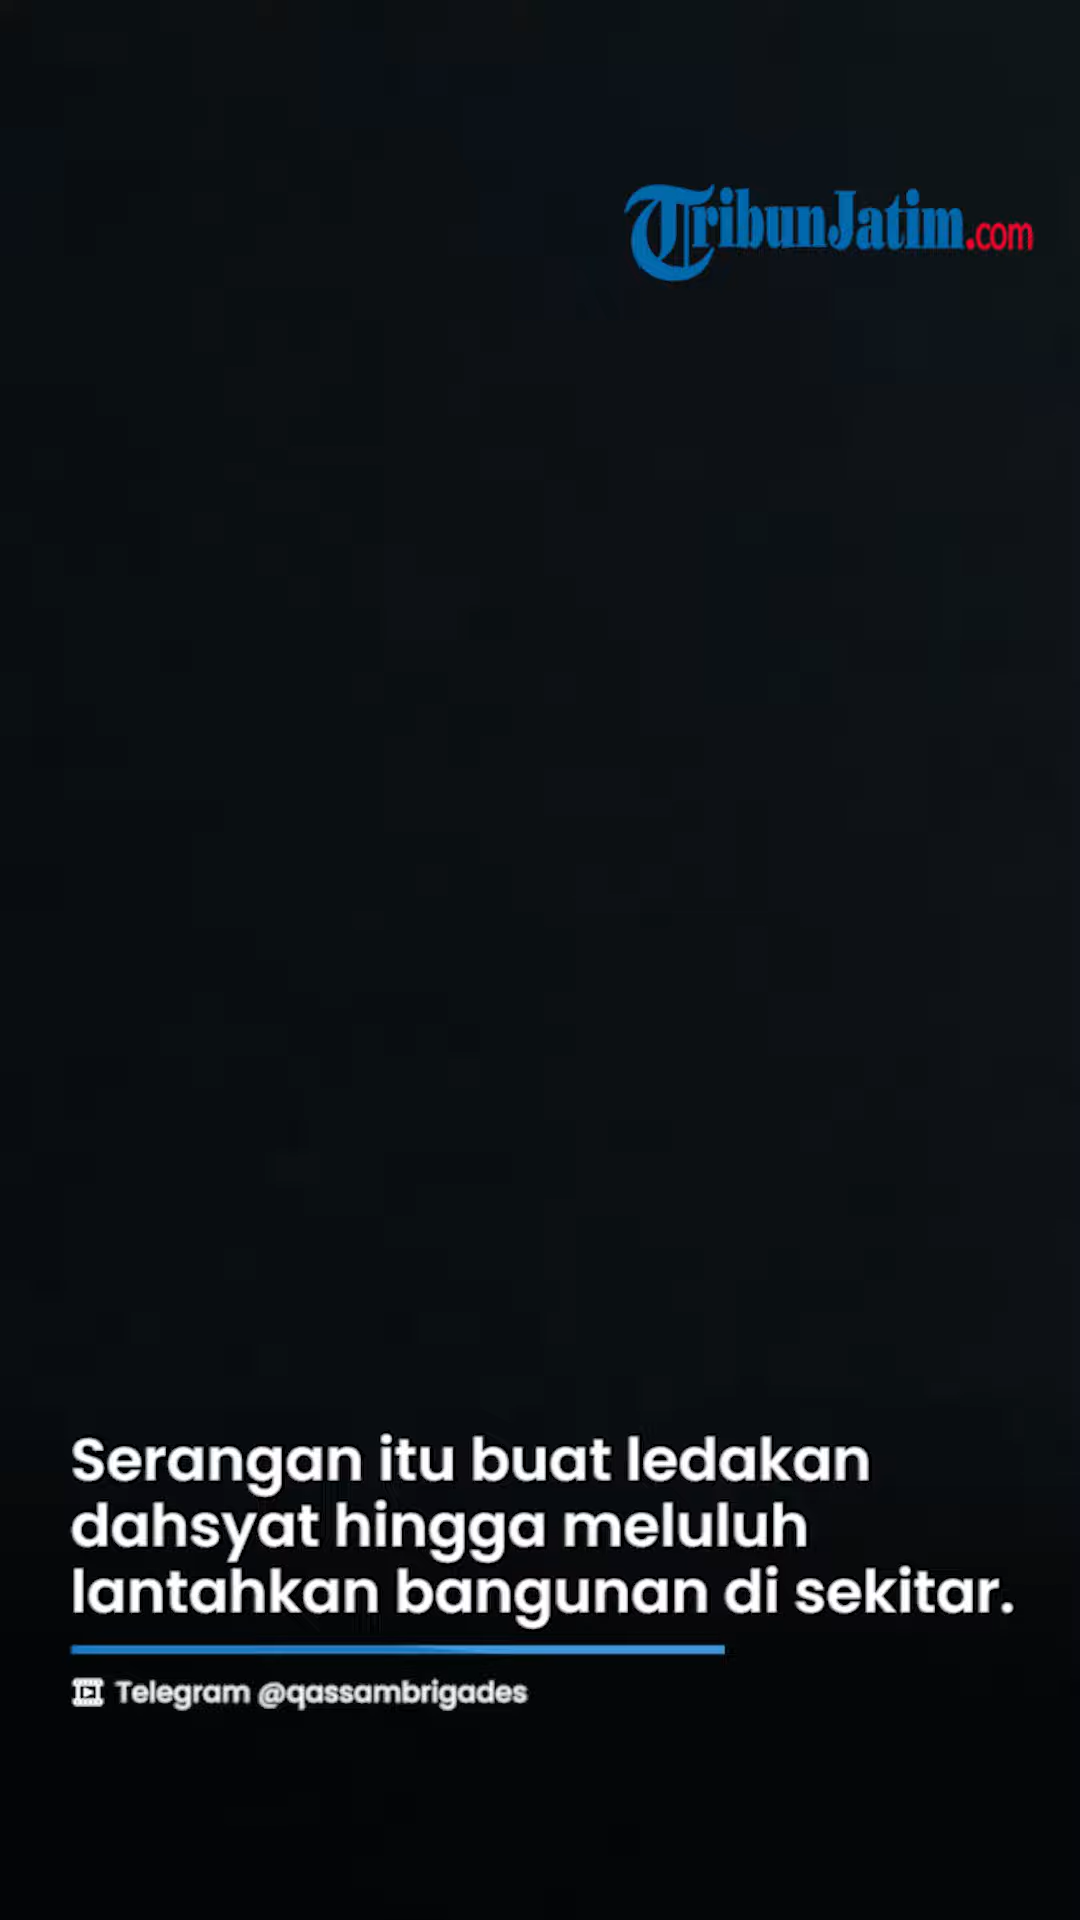 TribunJatim.com
Serangan itu buat ledakan
dahsyat hingga meluluh
lantahkan bangunan di sekitar.
Telegram @qassambrigades